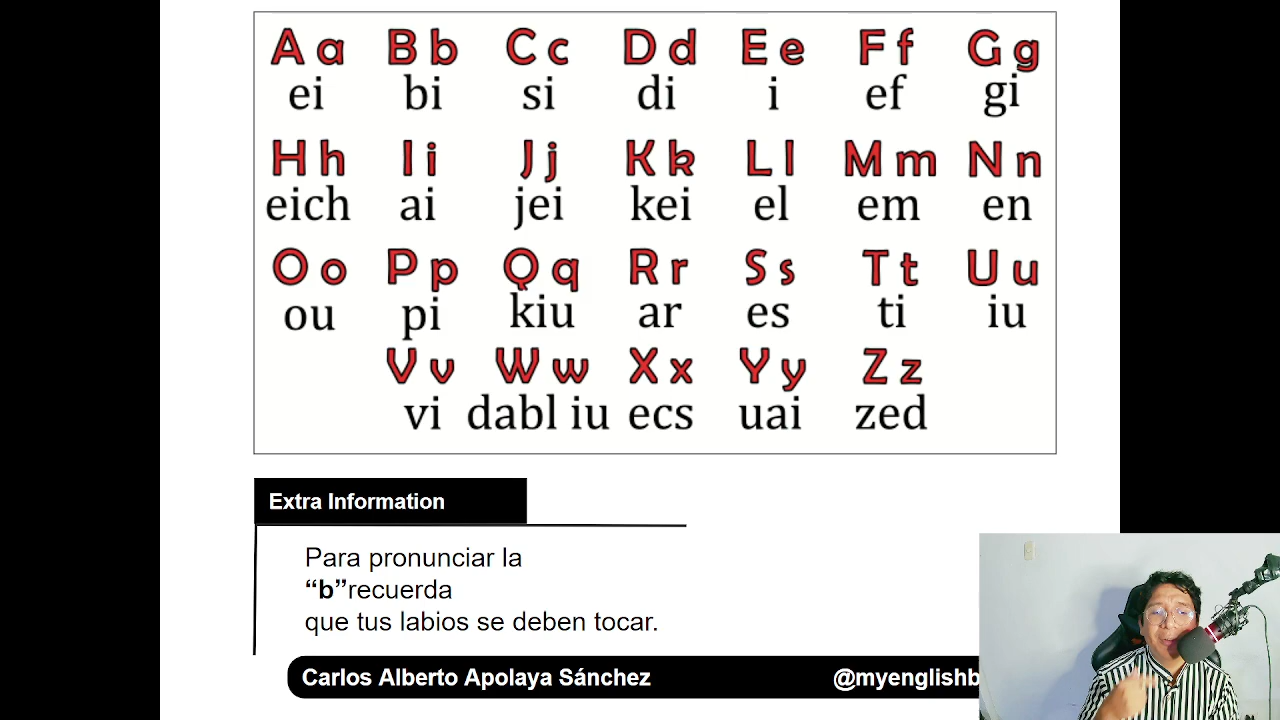 A a B b C c D d E e F f G g
ei bi si di i ef gi
H h I i J j K k L l M m N n
eich ai jei kei el em en
O o P p Q q R r S s T t U u
ou pi kiu ar es ti iu
V v W w X x Y y Z z
vi dabl iu ecs uai zed
Extra Information
Para pronunciar la
“b”recuerda
que tus labios se deben tocar.
Carlos Alberto Apolaya Sánchez @myenglishb